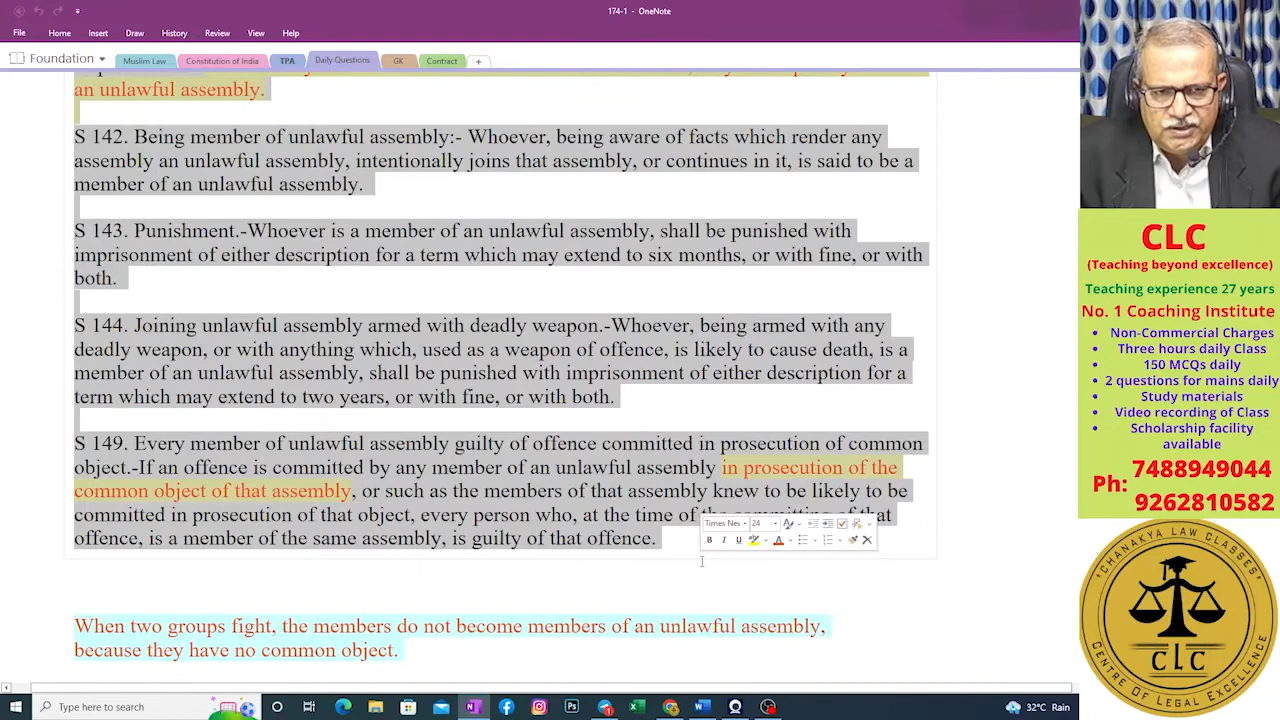 174-1 - OneNote
File Home Insert Draw History Review View Help
Foundation Muslim Law Constitution of India TPA Daily Questions GK Contract +
an unlawful assembly.
S 142. Being member of unlawful assembly:- Whoever, being aware of facts which render any
assembly an unlawful assembly, intentionally joins that assembly, or continues in it, is said to be a
member of an unlawful assembly.
S 143. Punishment.-Whoever is a member of an unlawful assembly, shall be punished with
imprisonment of either description for a term which may extend to six months, or with fine, or with
both.
S 144. Joining unlawful assembly armed with deadly weapon.-Whoever, being armed with any
deadly weapon, or with anything which, used as a weapon of offence, is likely to cause death, is a
member of an unlawful assembly, shall be punished with imprisonment of either description for a
term which may extend to two years, or with fine, or with both.
S 149. Every member of unlawful assembly guilty of offence committed in prosecution of common
object.-If an offence is committed by any member of an unlawful assembly in prosecution of the
common object of that assembly, or such as the members of that assembly knew to be likely to be
committed in prosecution of that object, every person who, at the time of the committing of that
offence, is a member of the same assembly, is guilty of that offence.
Times Nev 24
B I U A
When two groups fight, the members do not become members of an unlawful assembly,
because they have no common object.
Type here to search
32°C Rain
CLC
(Teaching beyond excellence)
Teaching experience 27 years
No. 1 Coaching Institute
• Non-Commercial Charges
• Three hours daily Class
• 150 MCQs daily
• 2 questions for mains daily
• Study materials
• Video recording of Class
• Scholarship facility
available
Ph: 7488949044
9262810582
'CHANAKYA LAW CLASSES'
CLC
CENTRE OF LEGAL EXCELLENCE